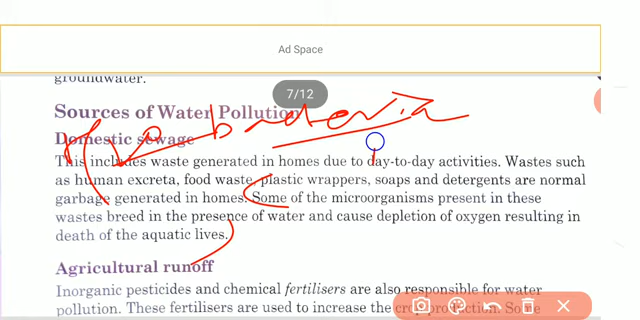 Ad Space
groundwater.
7/12
Sources of Water Pollution
Domestic sewage
This includes waste generated in homes due to day-to-day activities. Wastes such
as human excreta, food waste, plastic wrappers, soaps and detergents are normal
garbage generated in homes. Some of the microorganisms present in these
wastes breed in the presence of water and cause depletion of oxygen resulting in
death of the aquatic lives.
Agricultural runoff
Inorganic pesticides and chemical fertilisers are also responsible for water
pollution. These fertilisers are used to increase the crop production. Some